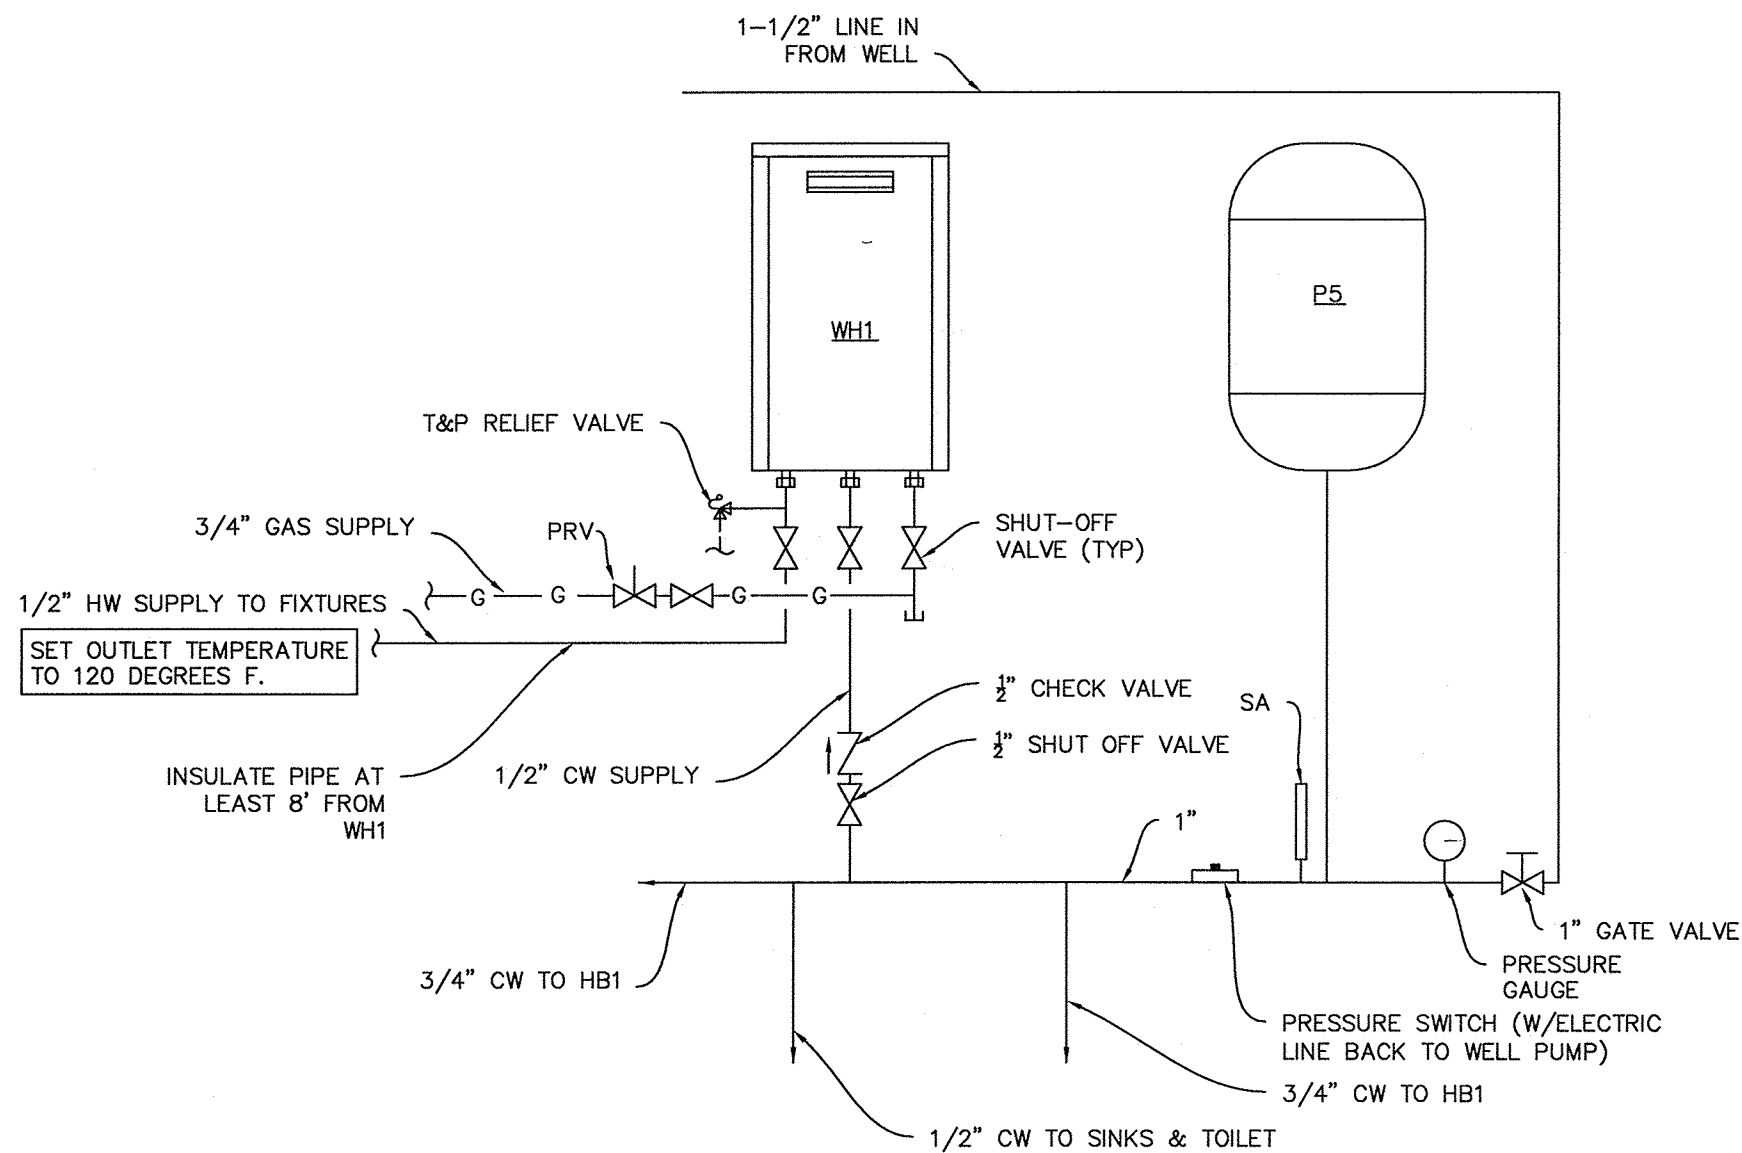 1-1/2" LINE IN
FROM WELL
P5
WH1
T&P RELIEF VALVE
3/4" GAS SUPPLY
PRV
SHUT-OFF
VALVE (TYP)
G
G
G
G
1/2" HW SUPPLY TO FIXTURES
SET OUTLET TEMPERATURE
TO 120 DEGREES F.
1/2" CHECK VALVE
SA
1/2" SHUT OFF VALVE
INSULATE PIPE AT
LEAST 8' FROM
WH1
1/2" CW SUPPLY
1"
1" GATE VALVE
PRESSURE
GAUGE
3/4" CW TO HB1
PRESSURE SWITCH (W/ELECTRIC
LINE BACK TO WELL PUMP)
3/4" CW TO HB1
1/2" CW TO SINKS & TOILET